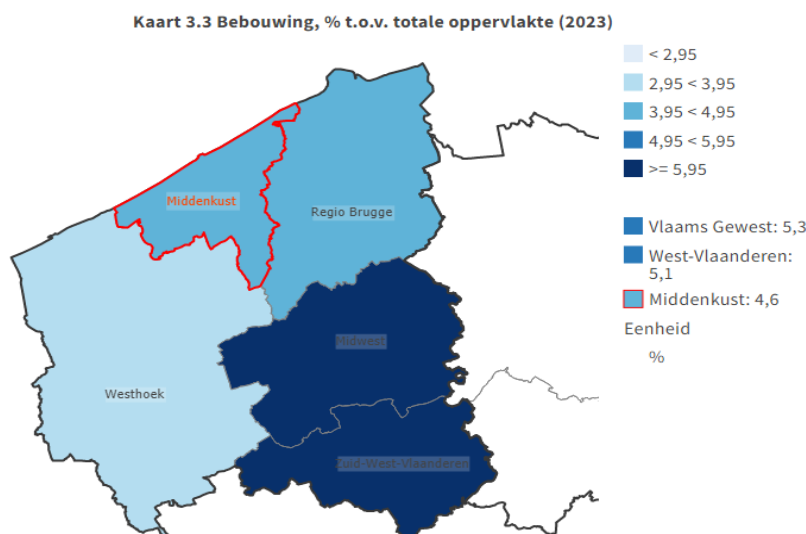 Kaart 3.3 Bebouwing, % t.o.v. totale oppervlakte (2023)
< 2,95
2,95 < 3,95
3,95 < 4,95
4,95 < 5,95
>= 5,95
Middenkust
Regio Brugge
Vlaams Gewest: 5,3
West-Vlaanderen:
5,1
Middenkust: 4,6
Eenheid
%
Midwest
Westhoek
Zuid-West-Vlaanderen